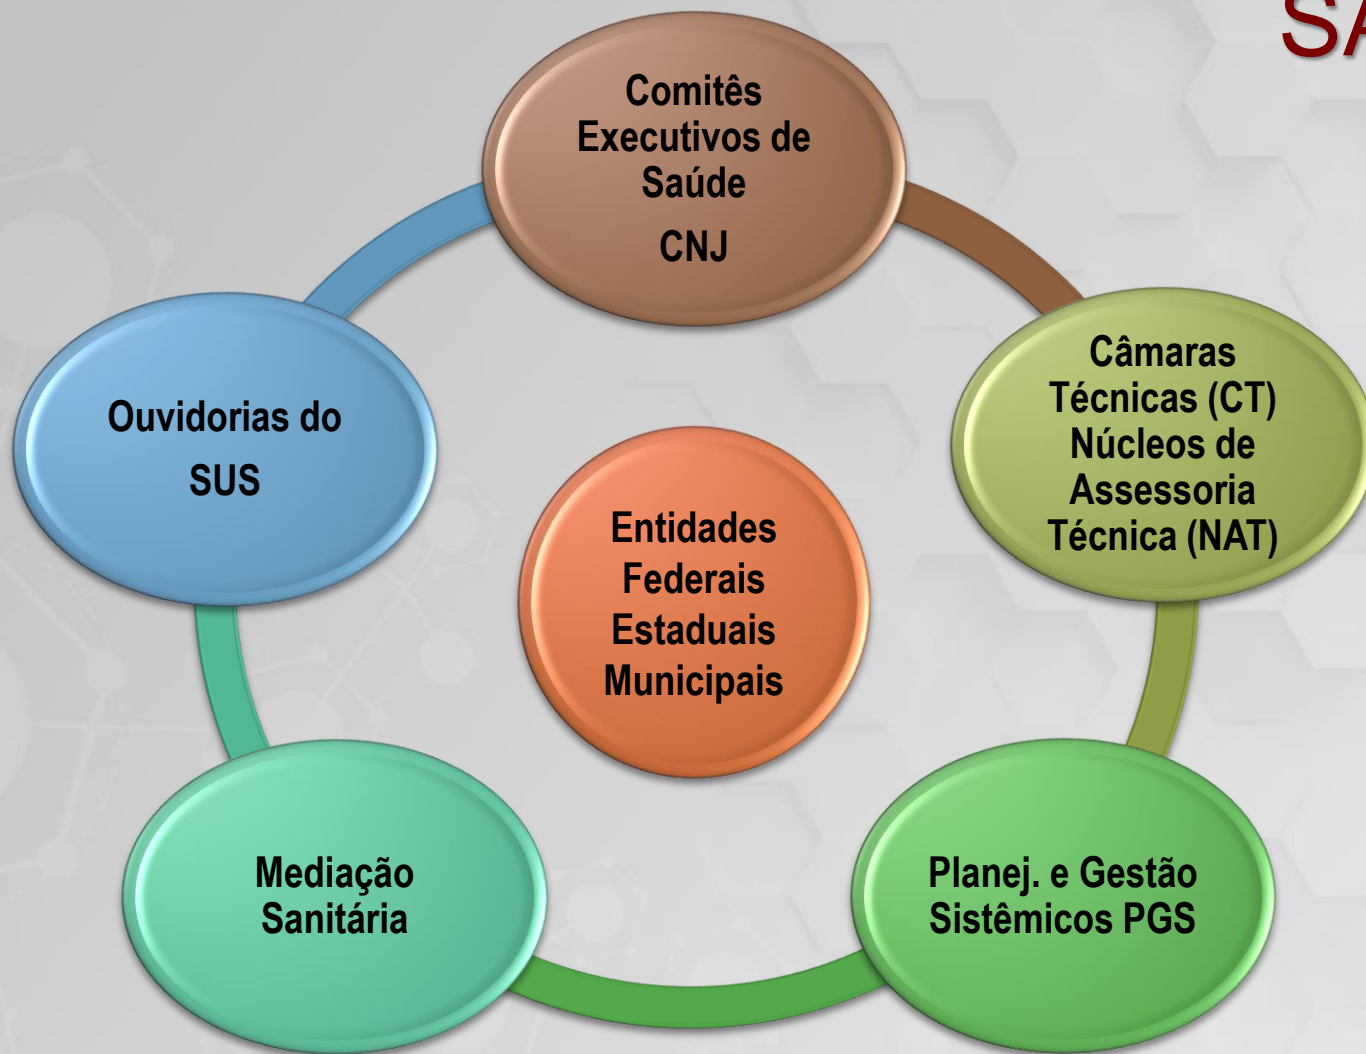 SA
Comitês
Executivos de
Saúde
CNJ
Câmaras
Técnicas (CT)
Núcleos de
Assessoria
Técnica (NAT)
Ouvidorias do
SUS
Entidades
Federais
Estaduais
Municipais
Mediação
Sanitária
Planej. e Gestão
Sistêmicos PGS